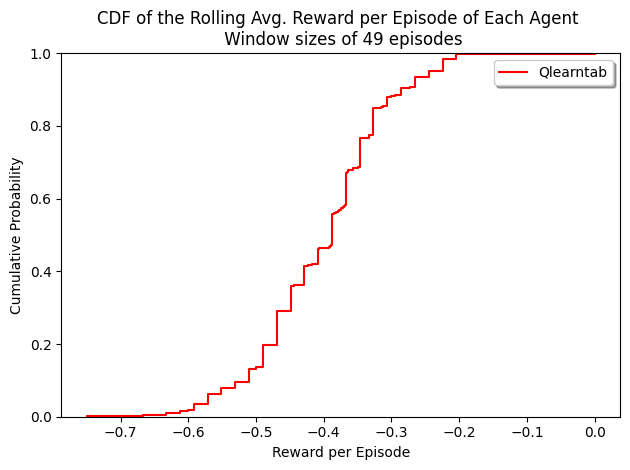 CDF of the Rolling Avg. Reward per Episode of Each Agent
Window sizes of 49 episodes
Qlearntab
Cumulative Probability
1.0
0.8
0.6
0.4
0.2
0.0
−0.7
−0.6
−0.5
−0.4
−0.3
−0.2
−0.1
0.0
Reward per Episode